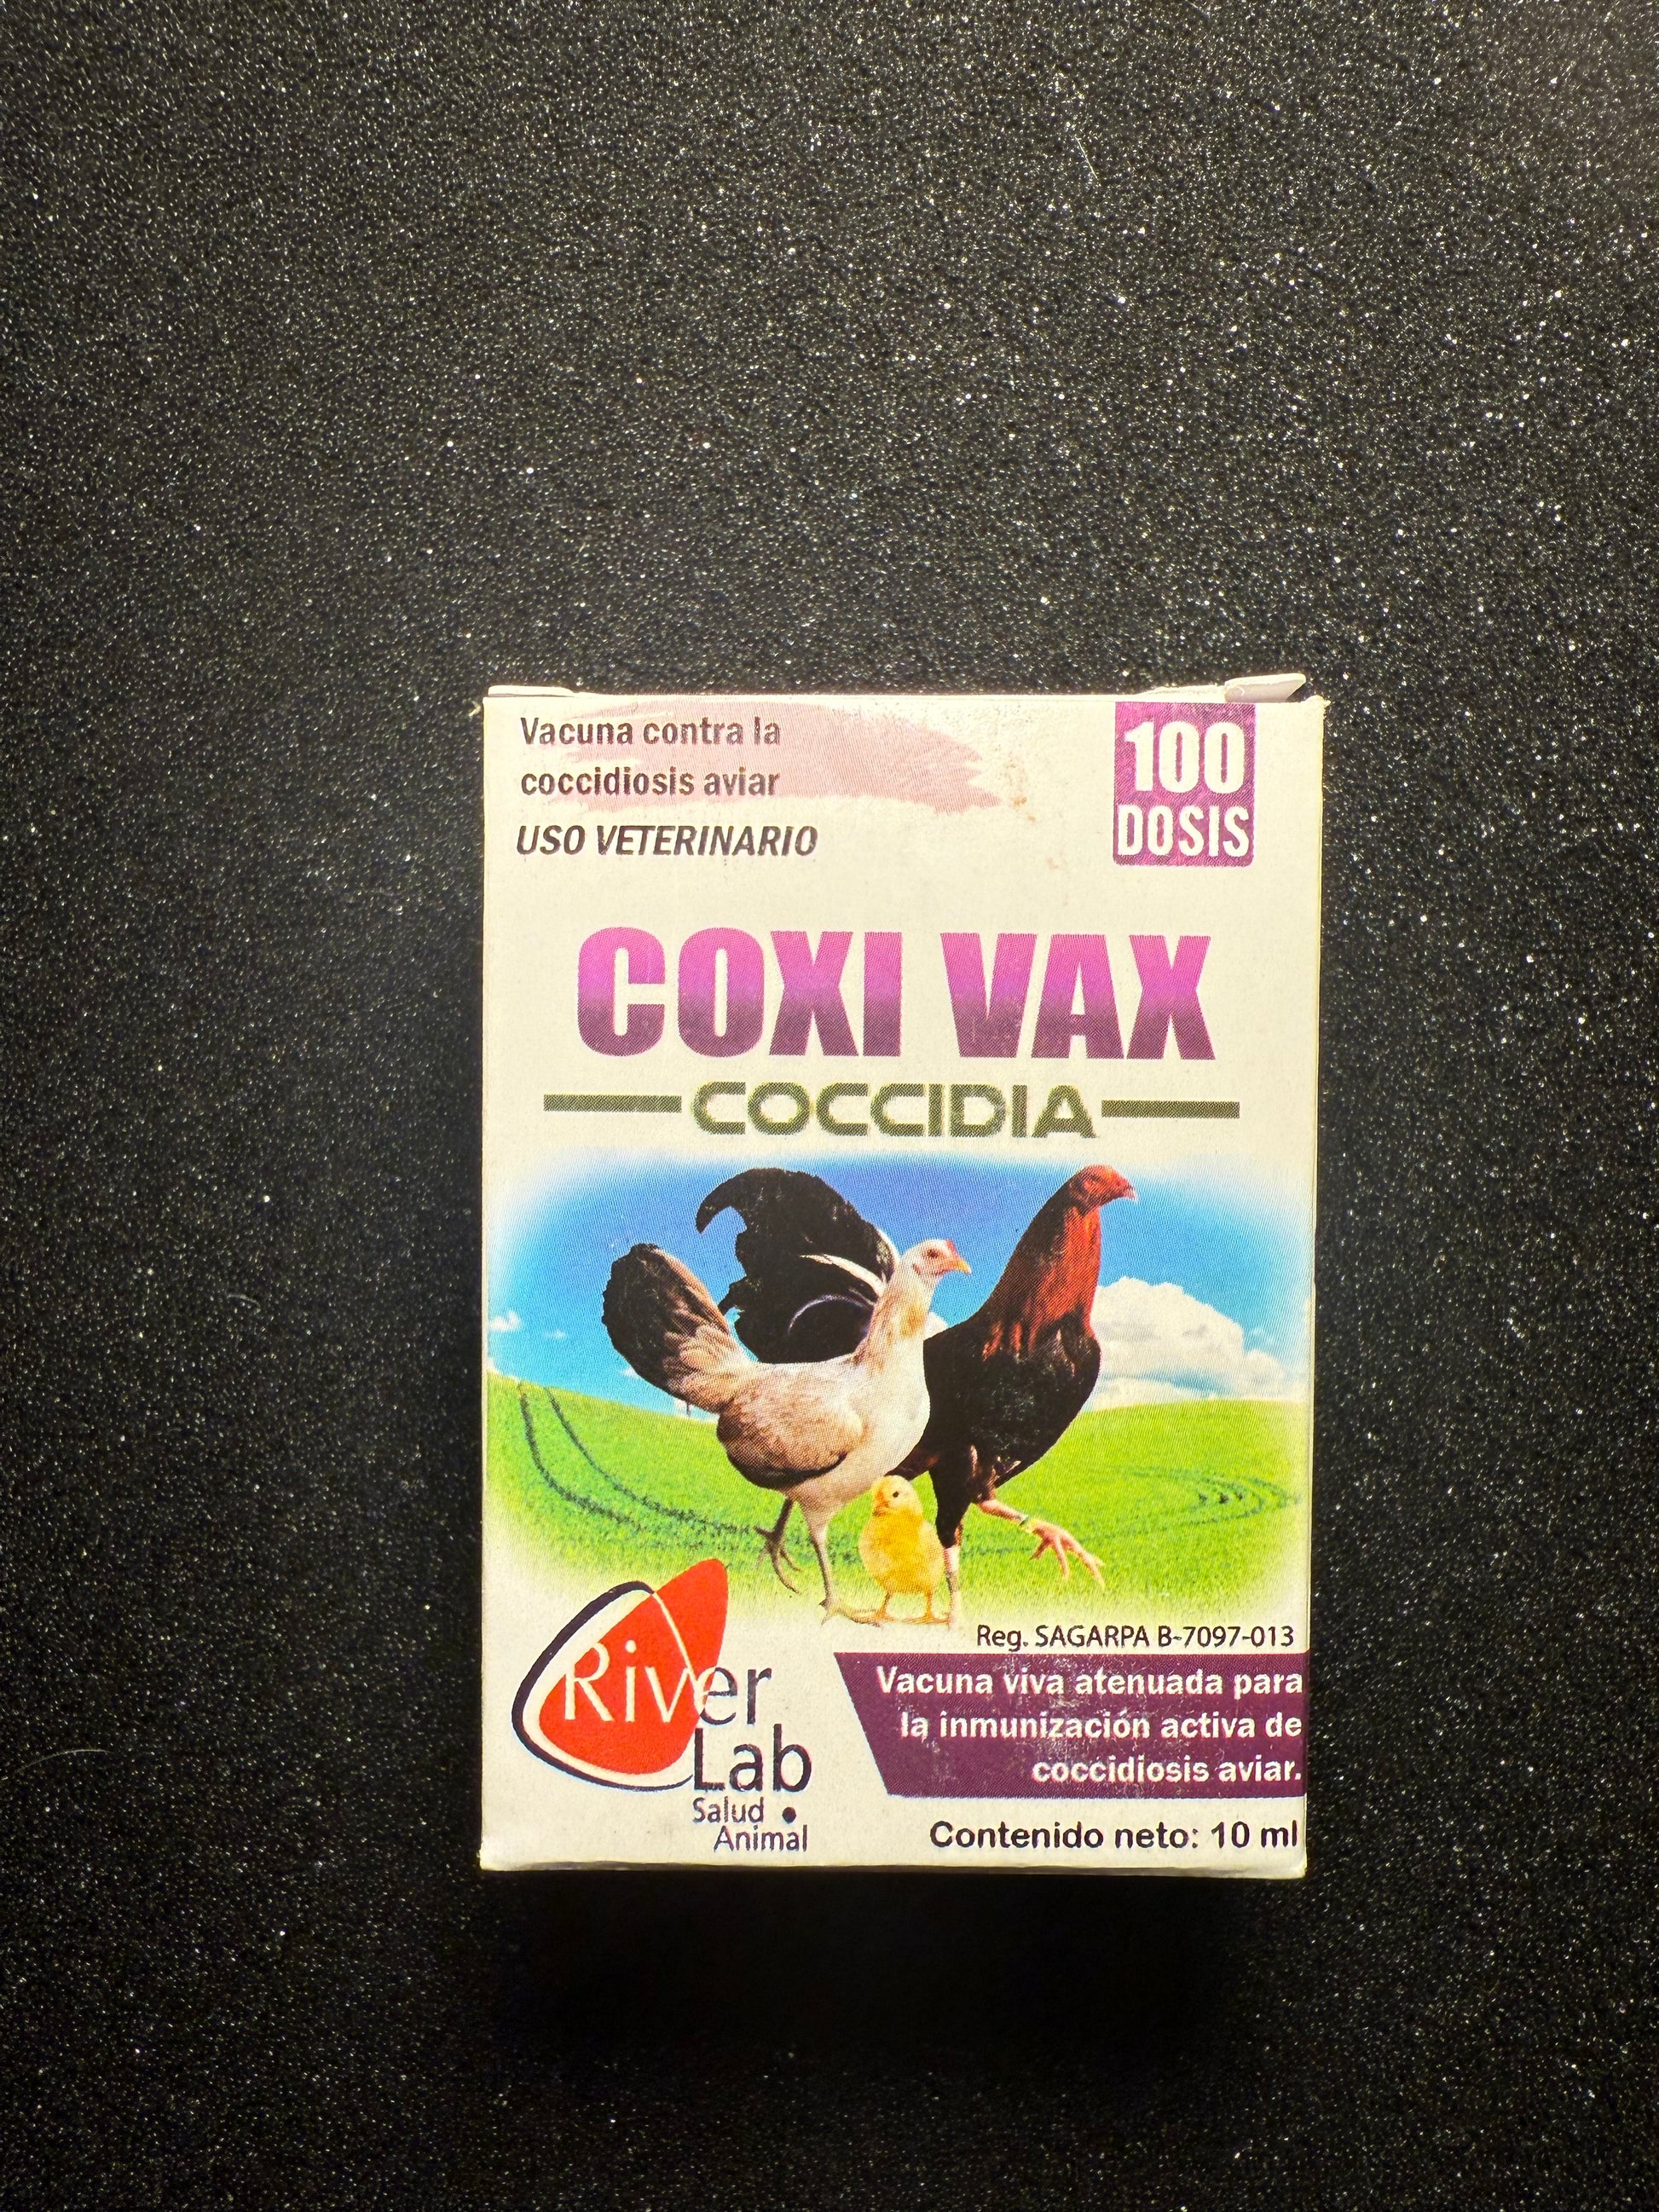 Vacuna contra la
coccidiosis aviar
USO VETERINARIO
100
DOSIS
COXI VAX
COCCIDIA
Reg. SAGARPA B-7097-013
River
Lab
Salud •
Animal
Vacuna viva atenuada para
la inmunización activa de
coccidiosis aviar.
Contenido neto: 10 ml